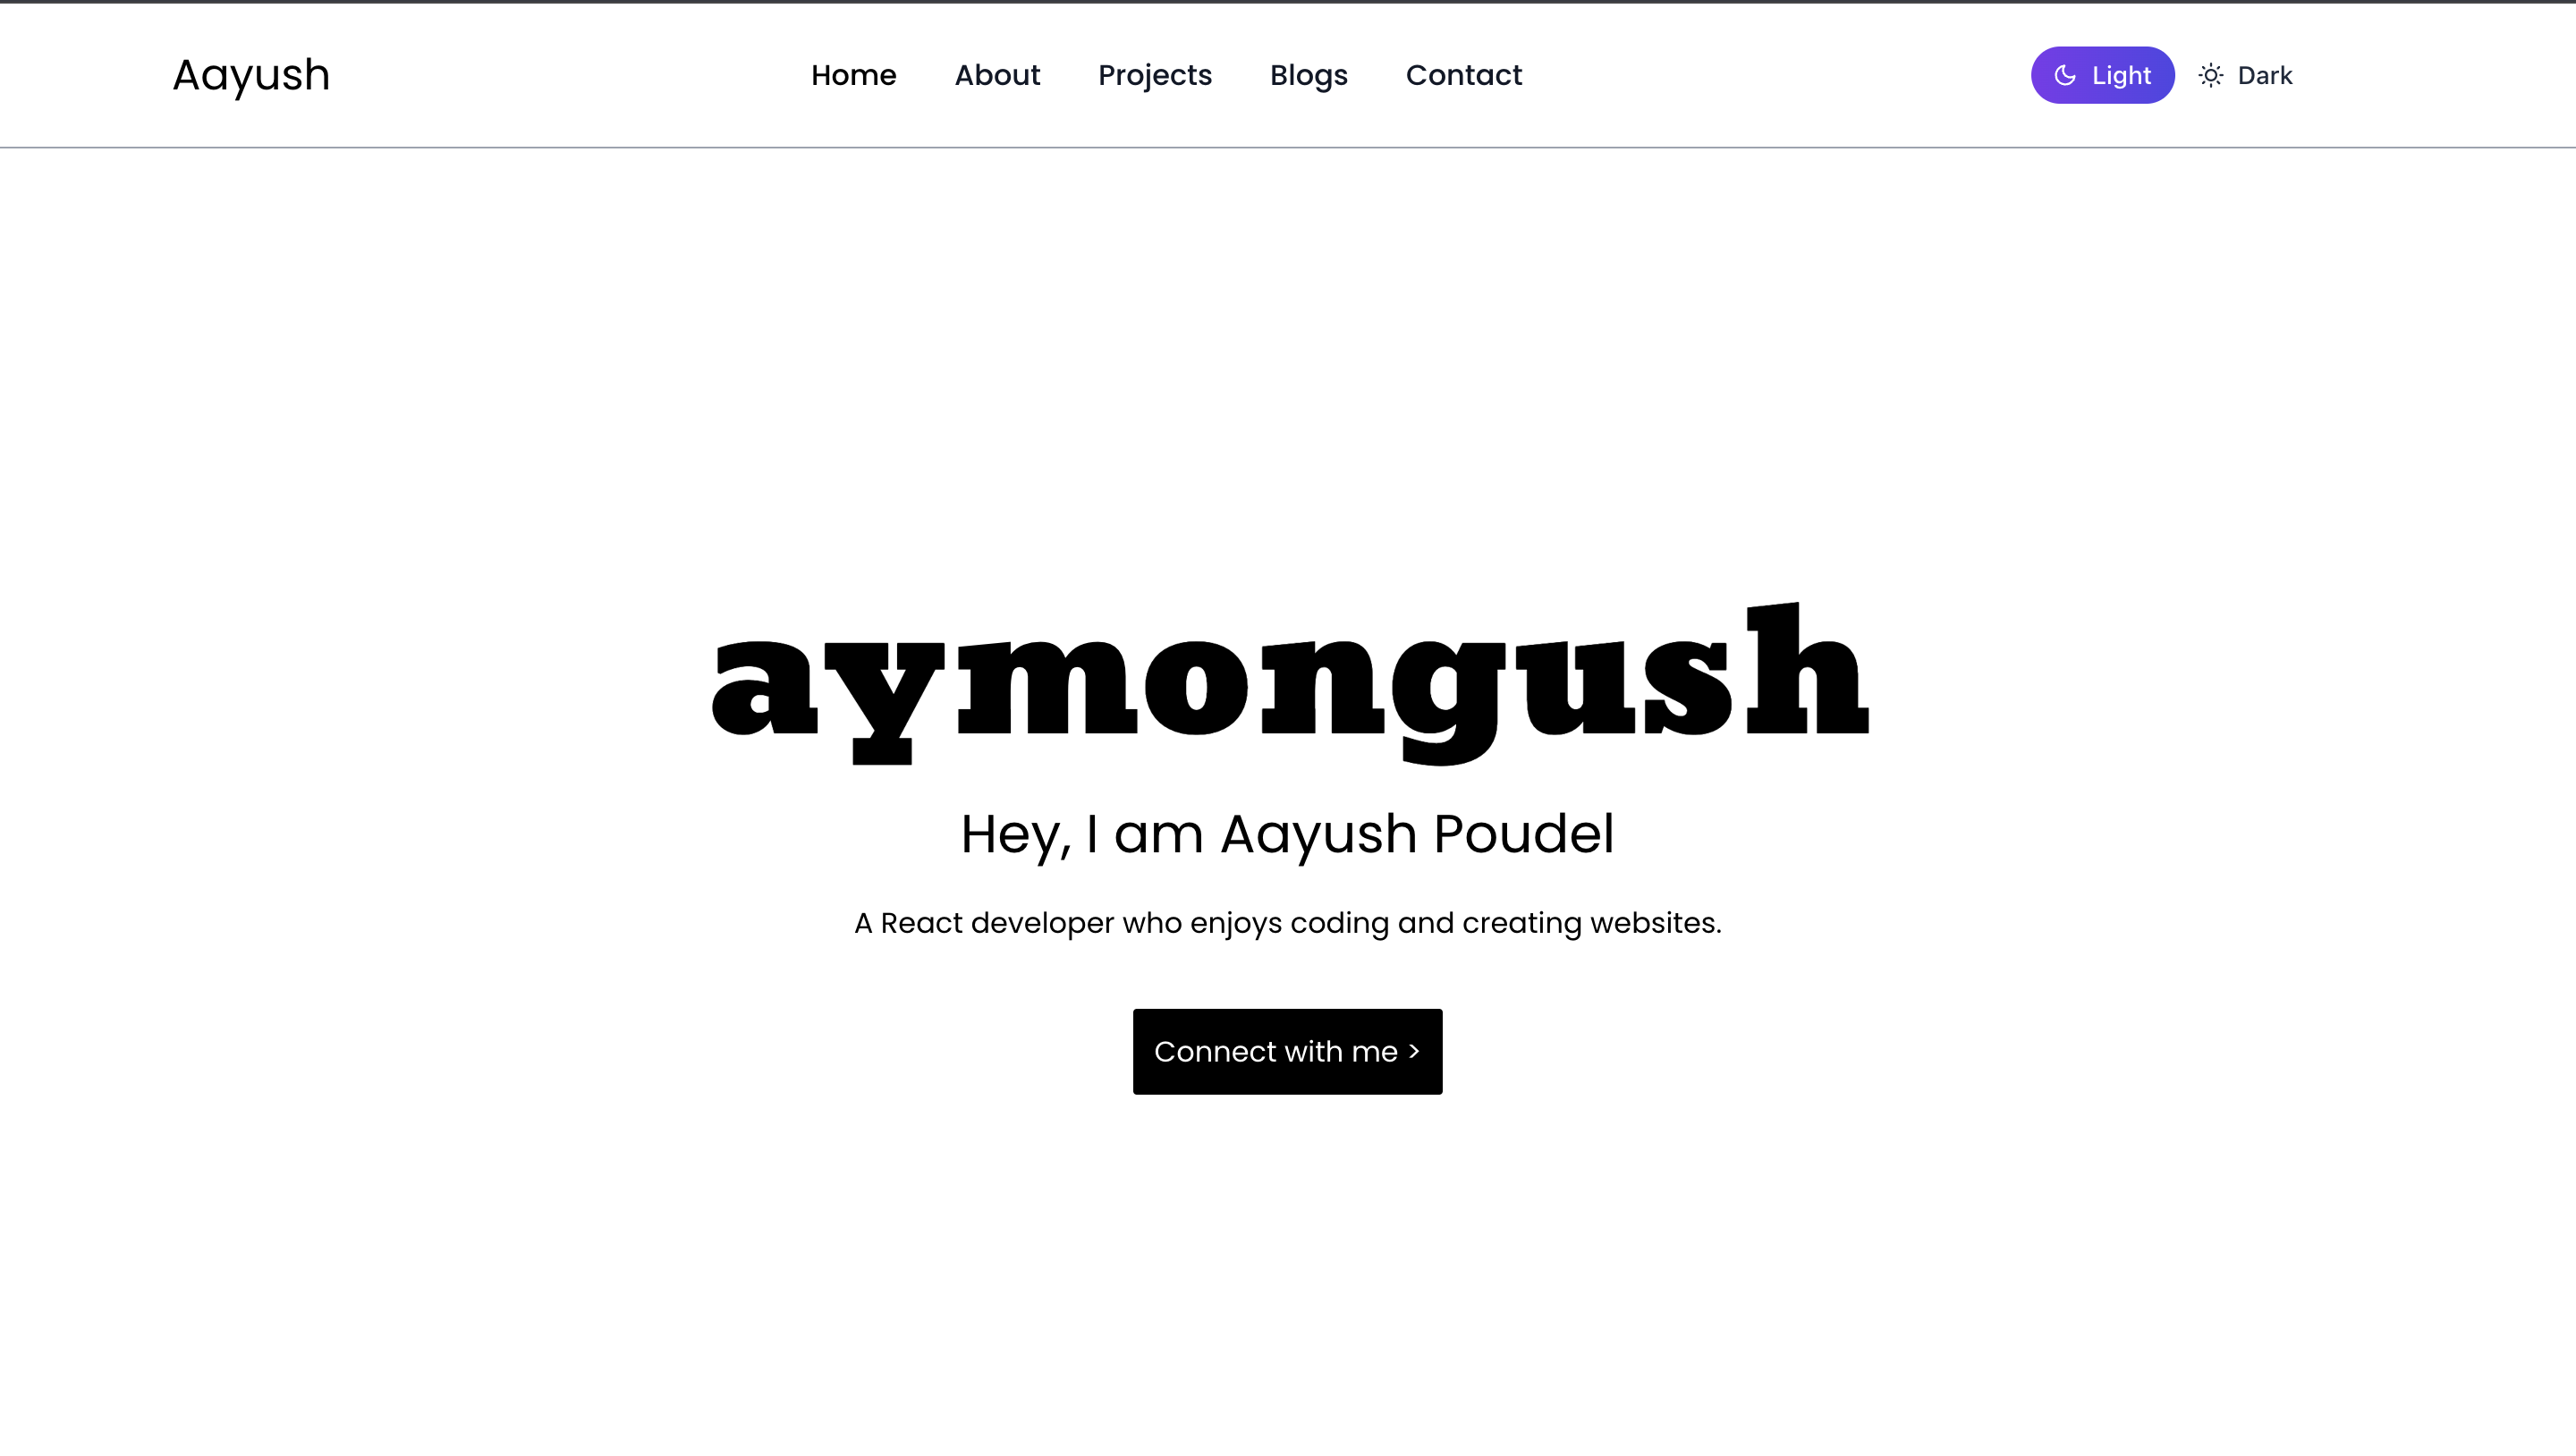 Aayush
Home About Projects Blogs Contact
Light Dark
aymongush
Hey, I am Aayush Poudel
A React developer who enjoys coding and creating websites.
Connect with me >